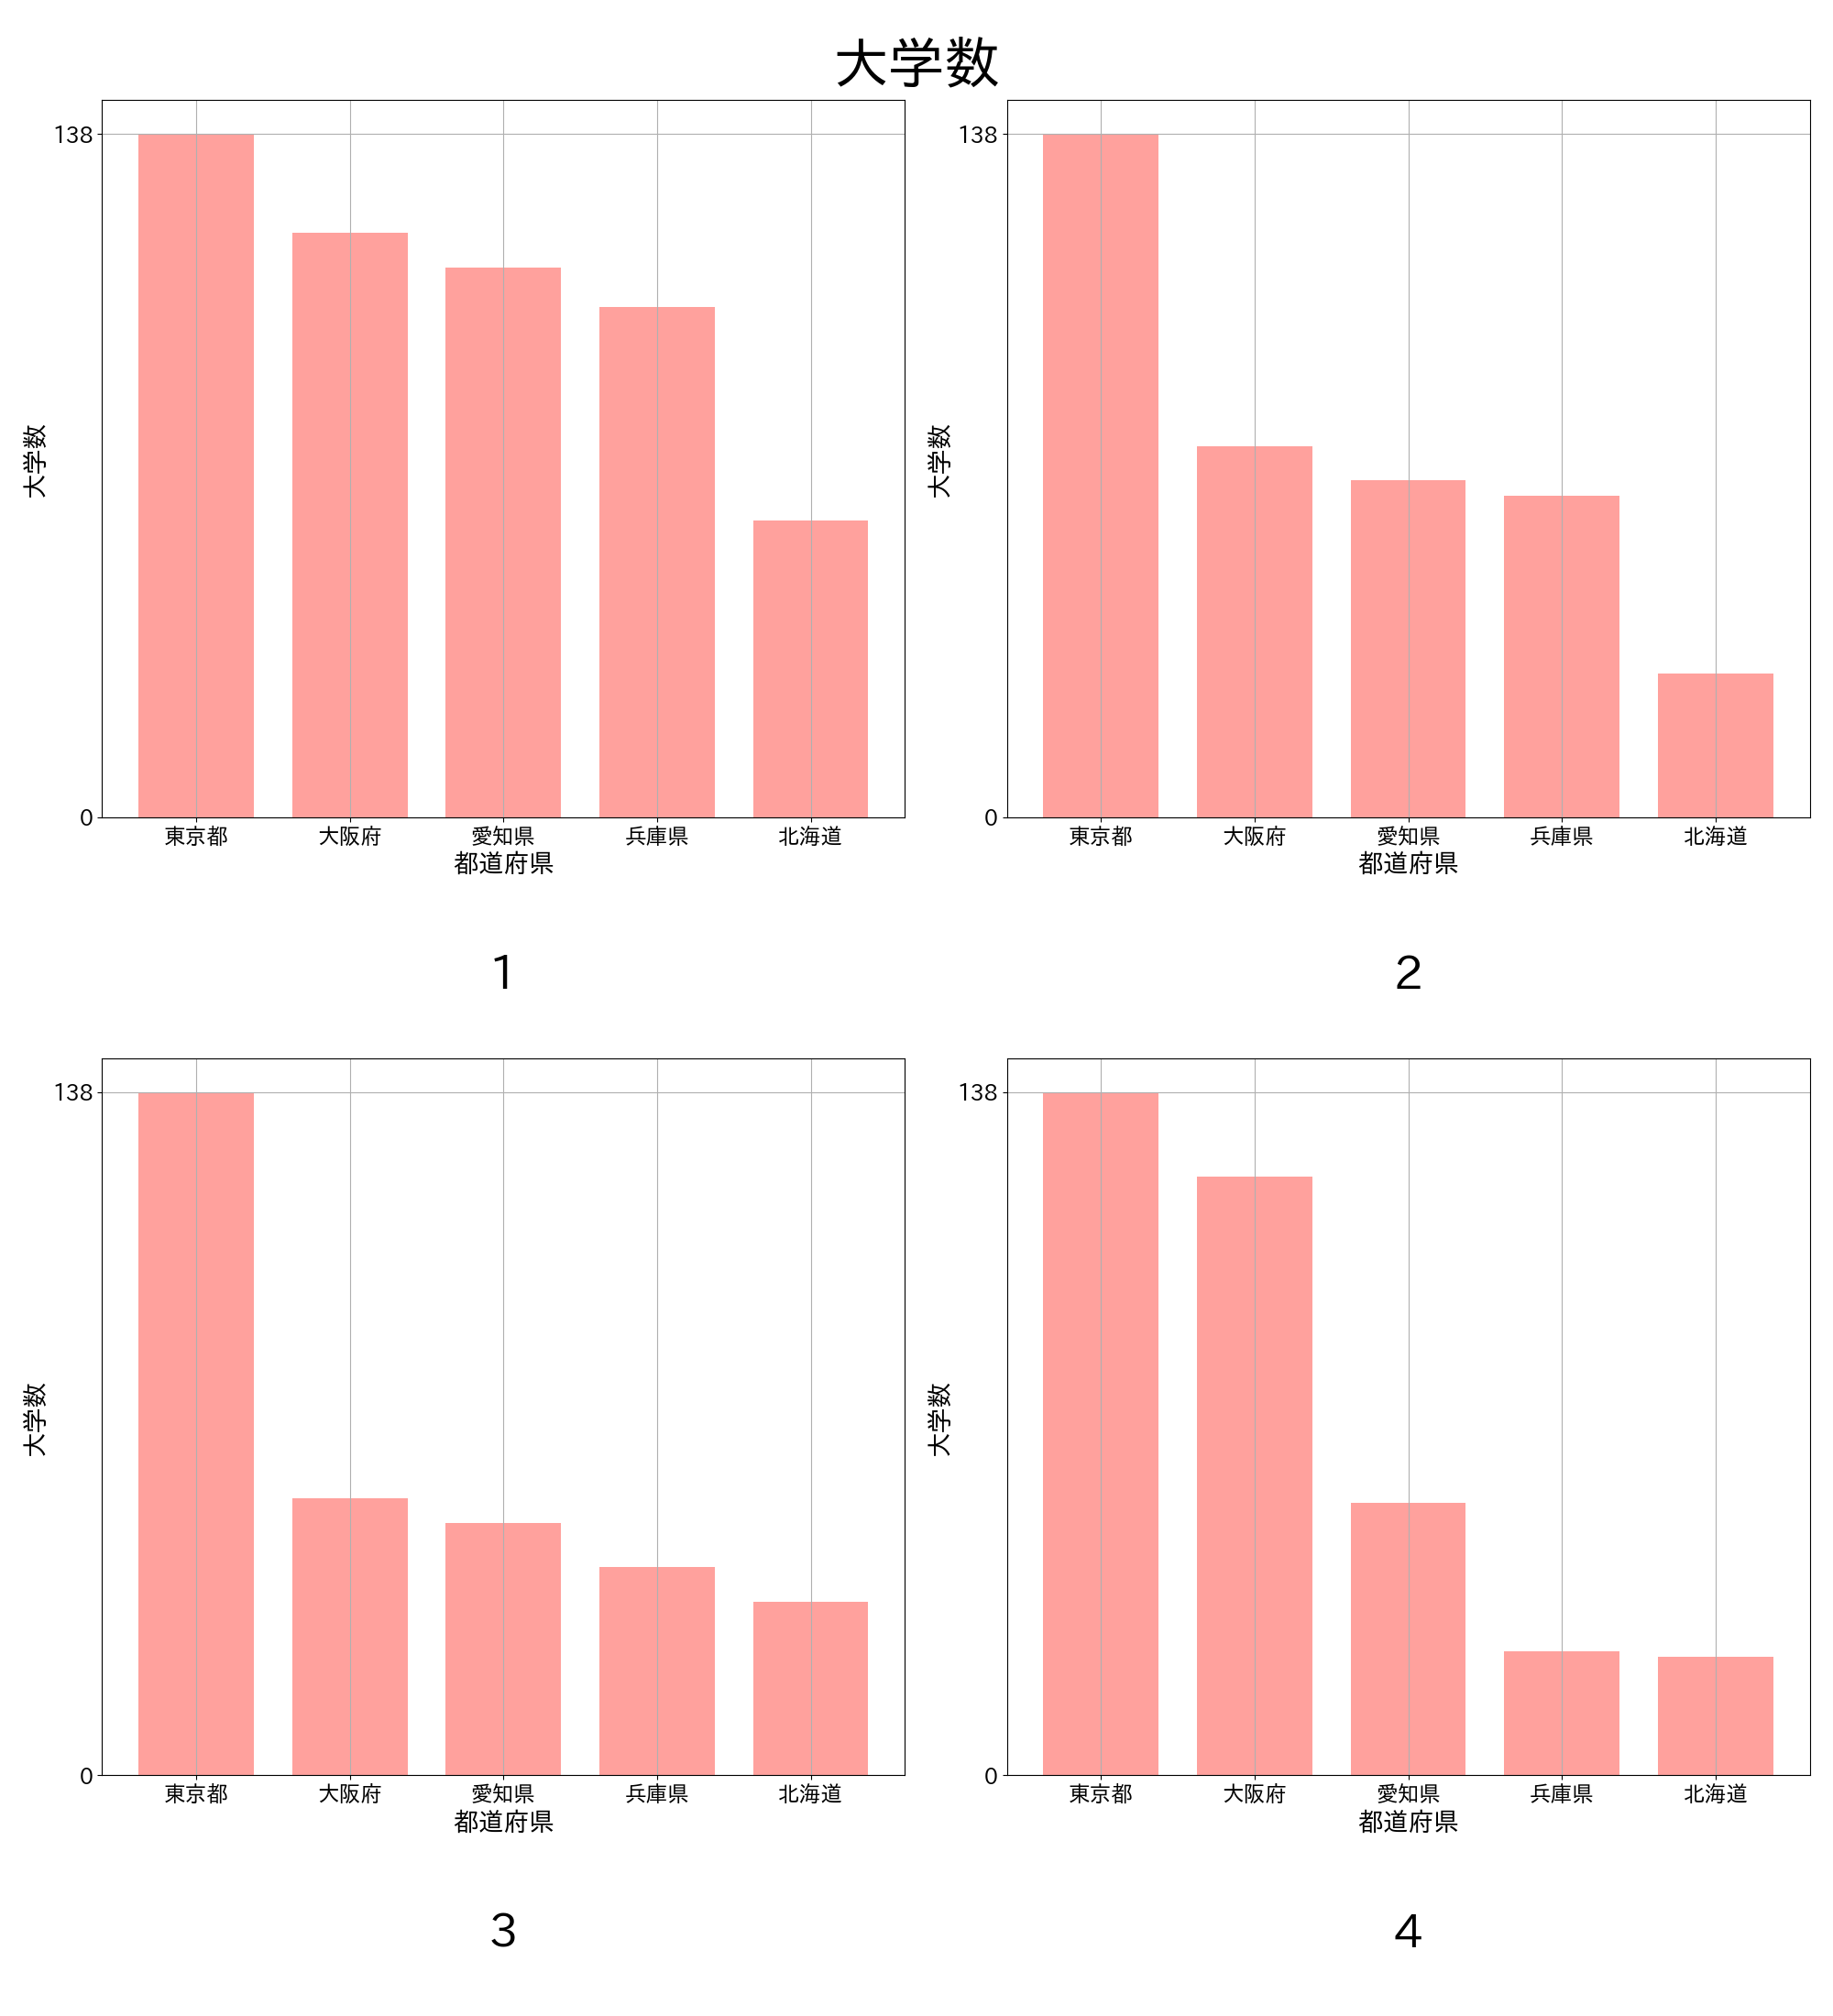 大学数
138
大学数
0
東京都 大阪府 愛知県 兵庫県 北海道
都道府県
1
138
大学数
0
東京都 大阪府 愛知県 兵庫県 北海道
都道府県
2
138
大学数
0
東京都 大阪府 愛知県 兵庫県 北海道
都道府県
3
138
大学数
0
東京都 大阪府 愛知県 兵庫県 北海道
都道府県
4